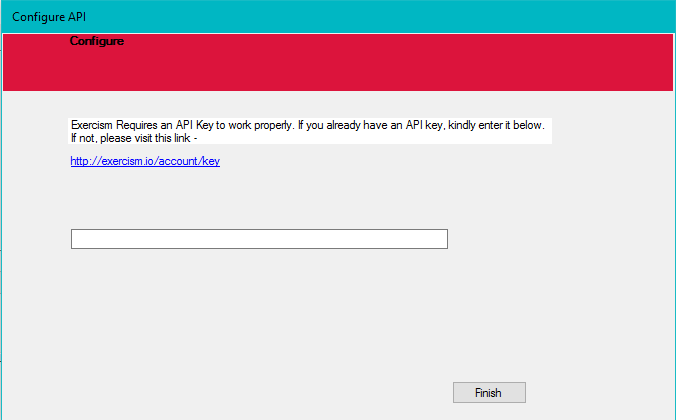 Configure API
Configure
Exercism Requires an API Key to work properly. If you already have an API key, kindly enter it below.
If not, please visit this link -
http://exercism.io/account/key
Finish